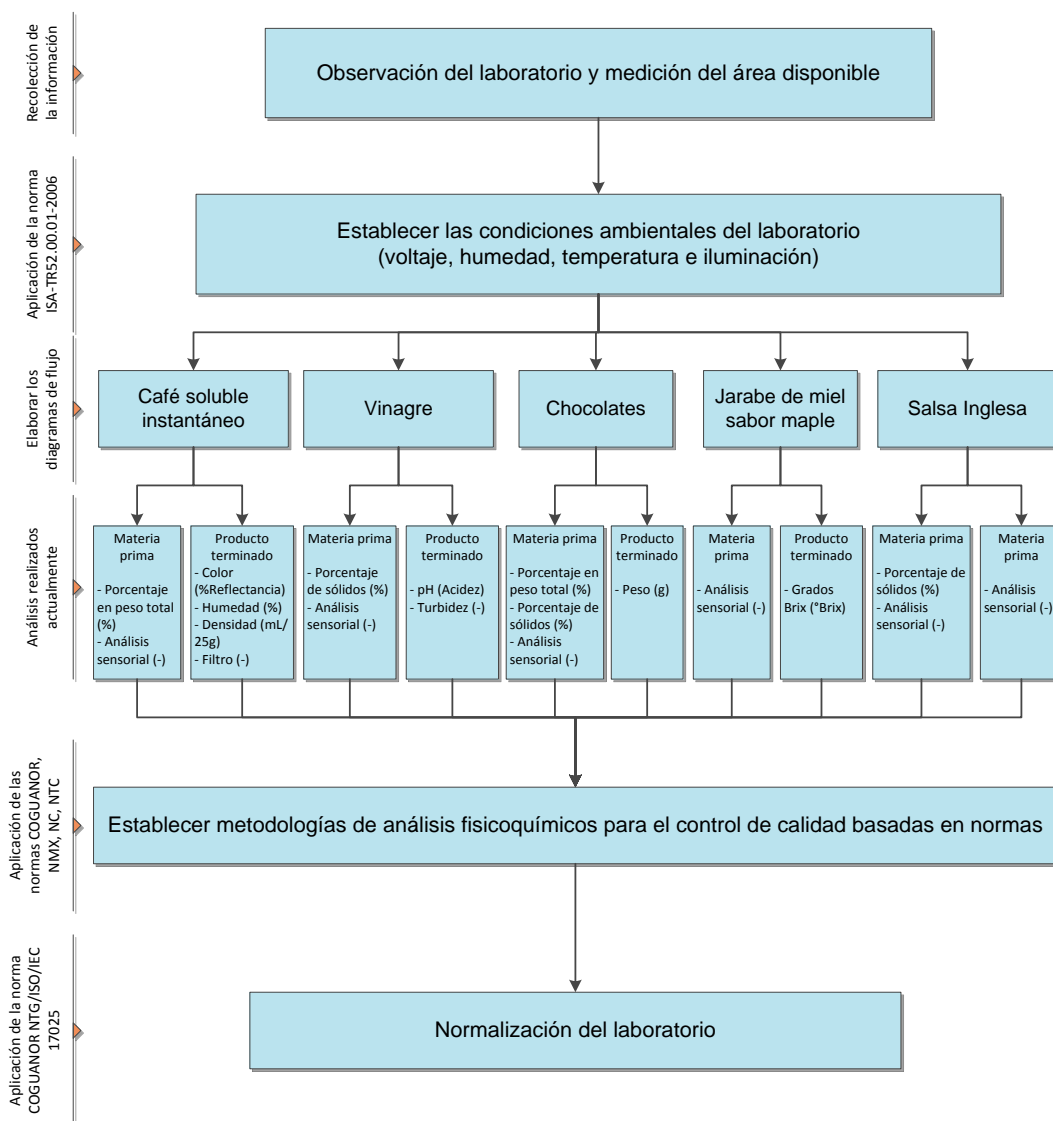 Recolección de
la información
Observación del laboratorio y medición del área disponible
Aplicación de la norma
ISA-TR52.00.01-2006
Establecer las condiciones ambientales del laboratorio
(voltaje, humedad, temperatura e iluminación)
Elaborar los
diagramas de flujo
Café soluble
instantáneo
Vinagre
Chocolates
Jarabe de miel
sabor maple
Salsa Inglesa
Análisis realizados
actualmente
Materia
prima
- Porcentaje
en peso total
(%)
- Análisis
sensorial (-)
Producto
terminado
- Color
(%Reflectancia)
- Humedad (%)
- Densidad (mL/
25g)
- Filtro (-)
Materia prima
- Porcentaje
de sólidos (%)
- Análisis
sensorial (-)
Producto
terminado
- pH (Acidez)
- Turbidez (-)
Materia prima
- Porcentaje en
peso total (%)
- Porcentaje de
sólidos (%)
- Análisis
sensorial (-)
Producto
terminado
- Peso (g)
Materia
prima
- Análisis
sensorial (-)
Producto
terminado
- Grados
Brix (°Brix)
Materia prima
- Porcentaje de
sólidos (%)
- Análisis
sensorial (-)
Materia
prima
- Análisis
sensorial (-)
Aplicación de las
normas COGUANOR,
NMX, NC, NTC
Establecer metodologías de análisis fisicoquímicos para el control de calidad basadas en normas
Aplicación de la norma
COGUANOR NTG/ISO/IEC
17025
Normalización del laboratorio